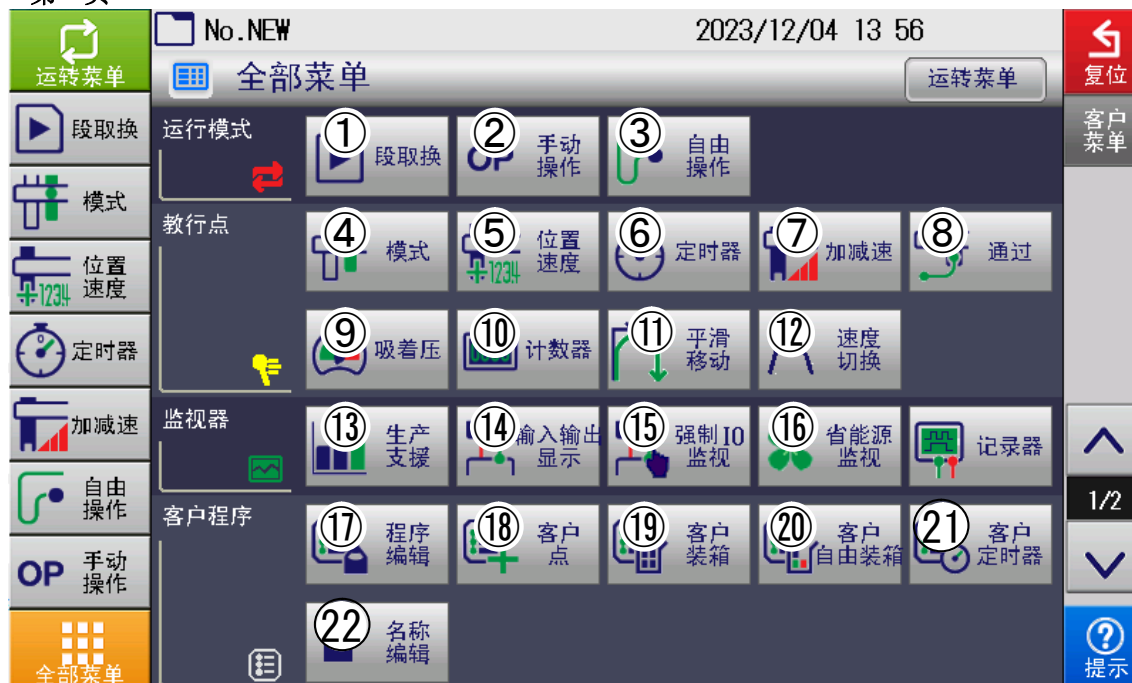 No.NEW
2023/12/04 13 56
全部菜单
运转菜单
运转菜单
段取换
模式
位置
速度
+1234
定时器
加减速
自由
操作
OP
手动
操作
全部菜单
运行模式
① 段取换
② OP 手动
操作
③ 自由
操作
教行点
④ 模式
⑤ 位置
速度
+1234
⑥ 定时器
⑦ 加减速
⑧ 通过
⑨ 吸着压
⑩ 计数器
⑪ 平滑
移动
⑫ 速度
切换
监视器
⑬ 生产
支援
⑭ 输入输出
显示
⑮ 强制IO
监视
⑯ 省能源
监视
记录器
客户程序
⑰ 程序
编辑
⑱ 客户
点
⑲ 客户
装箱
⑳ 客户
自由装箱
㉑ 客户
定时器
㉒ 名称
编辑
复位
客户
菜单
1/2
?
提示